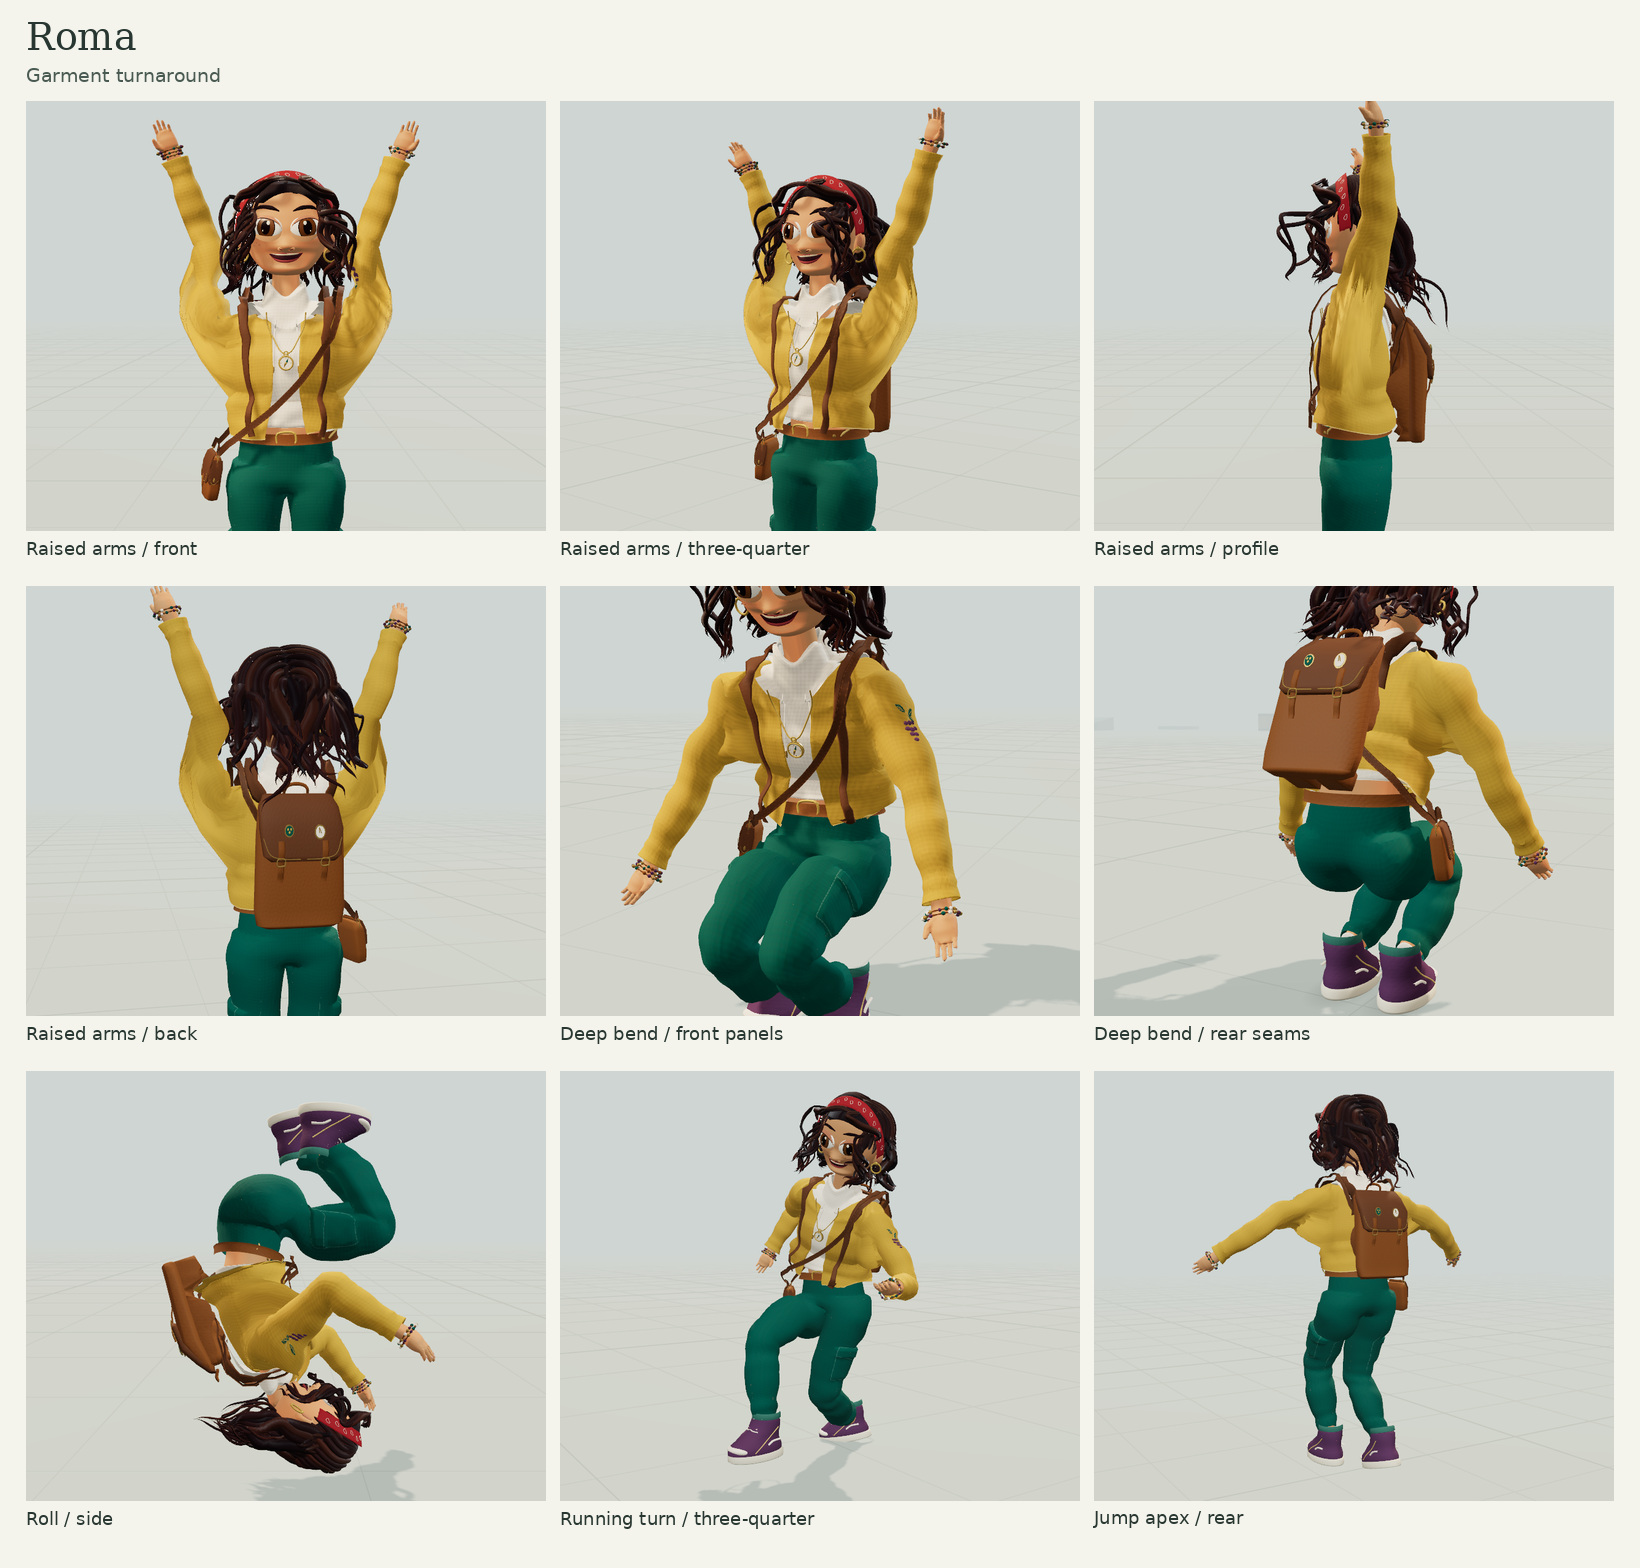 Roma
Garment turnaround
Raised arms / front
Raised arms / three-quarter
Raised arms / profile
Raised arms / back
Deep bend / front panels
Deep bend / rear seams
Roll / side
Running turn / three-quarter
Jump apex / rear